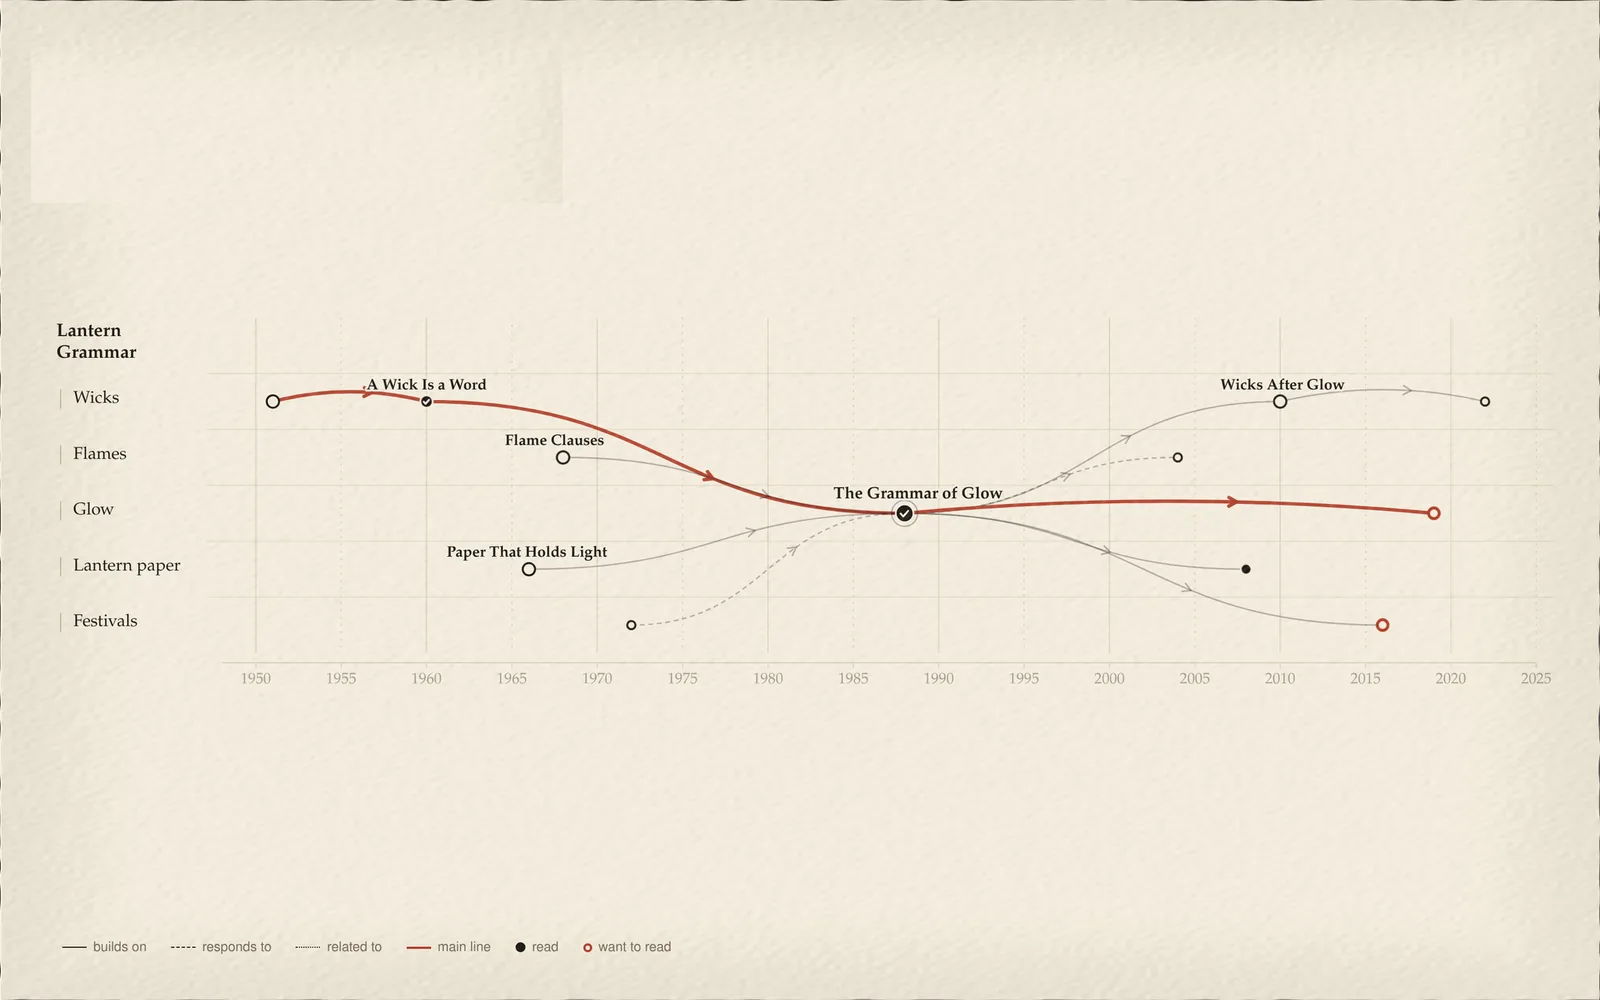 Lantern
Grammar
Wicks
Flames
Glow
Lantern paper
Festivals
A Wick Is a Word
Wicks After Glow
Flame Clauses
The Grammar of Glow
Paper That Holds Light
1950 1955 1960 1965 1970 1975 1980 1985 1990 1995 2000 2005 2010 2015 2020 2025
builds on responds to related to main line read want to read